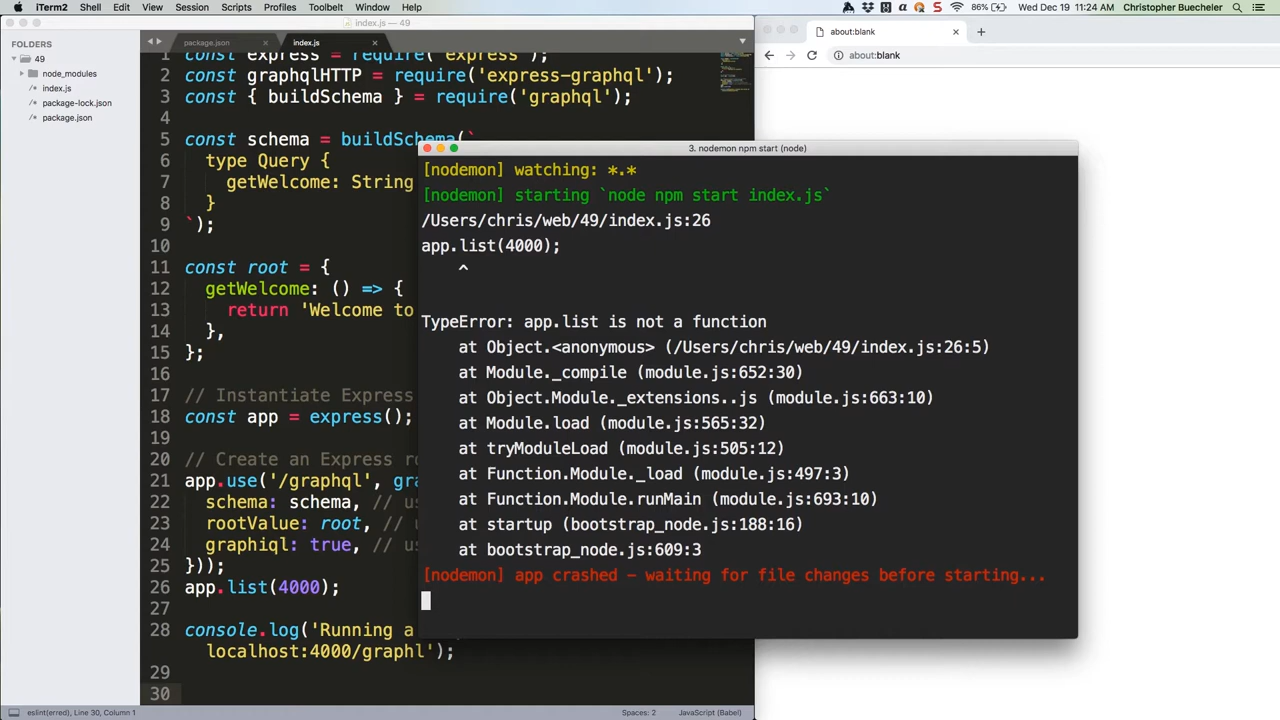 iTerm2 Shell Edit View Session Scripts Profiles Toolbelt Window Help 86% Wed Dec 19 11:24 AM Christopher Buecheler
index.js — 49
about:blank
about:blank
FOLDERS
49
node_modules
index.js
package-lock.json
package.json
package.json index.js
1 const express = require('express');
2 const graphqlHTTP = require('express-graphql');
3 const { buildSchema } = require('graphql');
5 const schema = buildSchema(`
6 type Query {
7 getWelcome: String
8 }
9 `);
10
11 const root = {
12 getWelcome: () => {
13 return 'Welcome to
14 },
15 };
16
17 // Instantiate Express
18 const app = express();
19
20 // Create an Express
21 app.use('/graphql',
22 schema: schema, //
23 rootValue: root, //
24 graphiql: true, //
25 }));
26 app.list(4000);
27
28 console.log('Running a
localhost:4000/graphl');
29
30
3. nodemon npm start (node)
[nodemon] watching: *.*
[nodemon] starting `node npm start index.js`
/Users/chris/web/49/index.js:26
app.list(4000);
^
TypeError: app.list is not a function
at Object.<anonymous> (/Users/chris/web/49/index.js:26:5)
at Module._compile (module.js:652:30)
at Object.Module._extensions..js (module.js:663:10)
at Module.load (module.js:565:32)
at tryModuleLoad (module.js:505:12)
at Function.Module._load (module.js:497:3)
at Function.Module.runMain (module.js:693:10)
at startup (bootstrap_node.js:188:16)
at bootstrap_node.js:609:3
[nodemon] app crashed - waiting for file changes before starting...
eslint(erred), Line 30, Column 1 Spaces: 2 JavaScript (Babel)